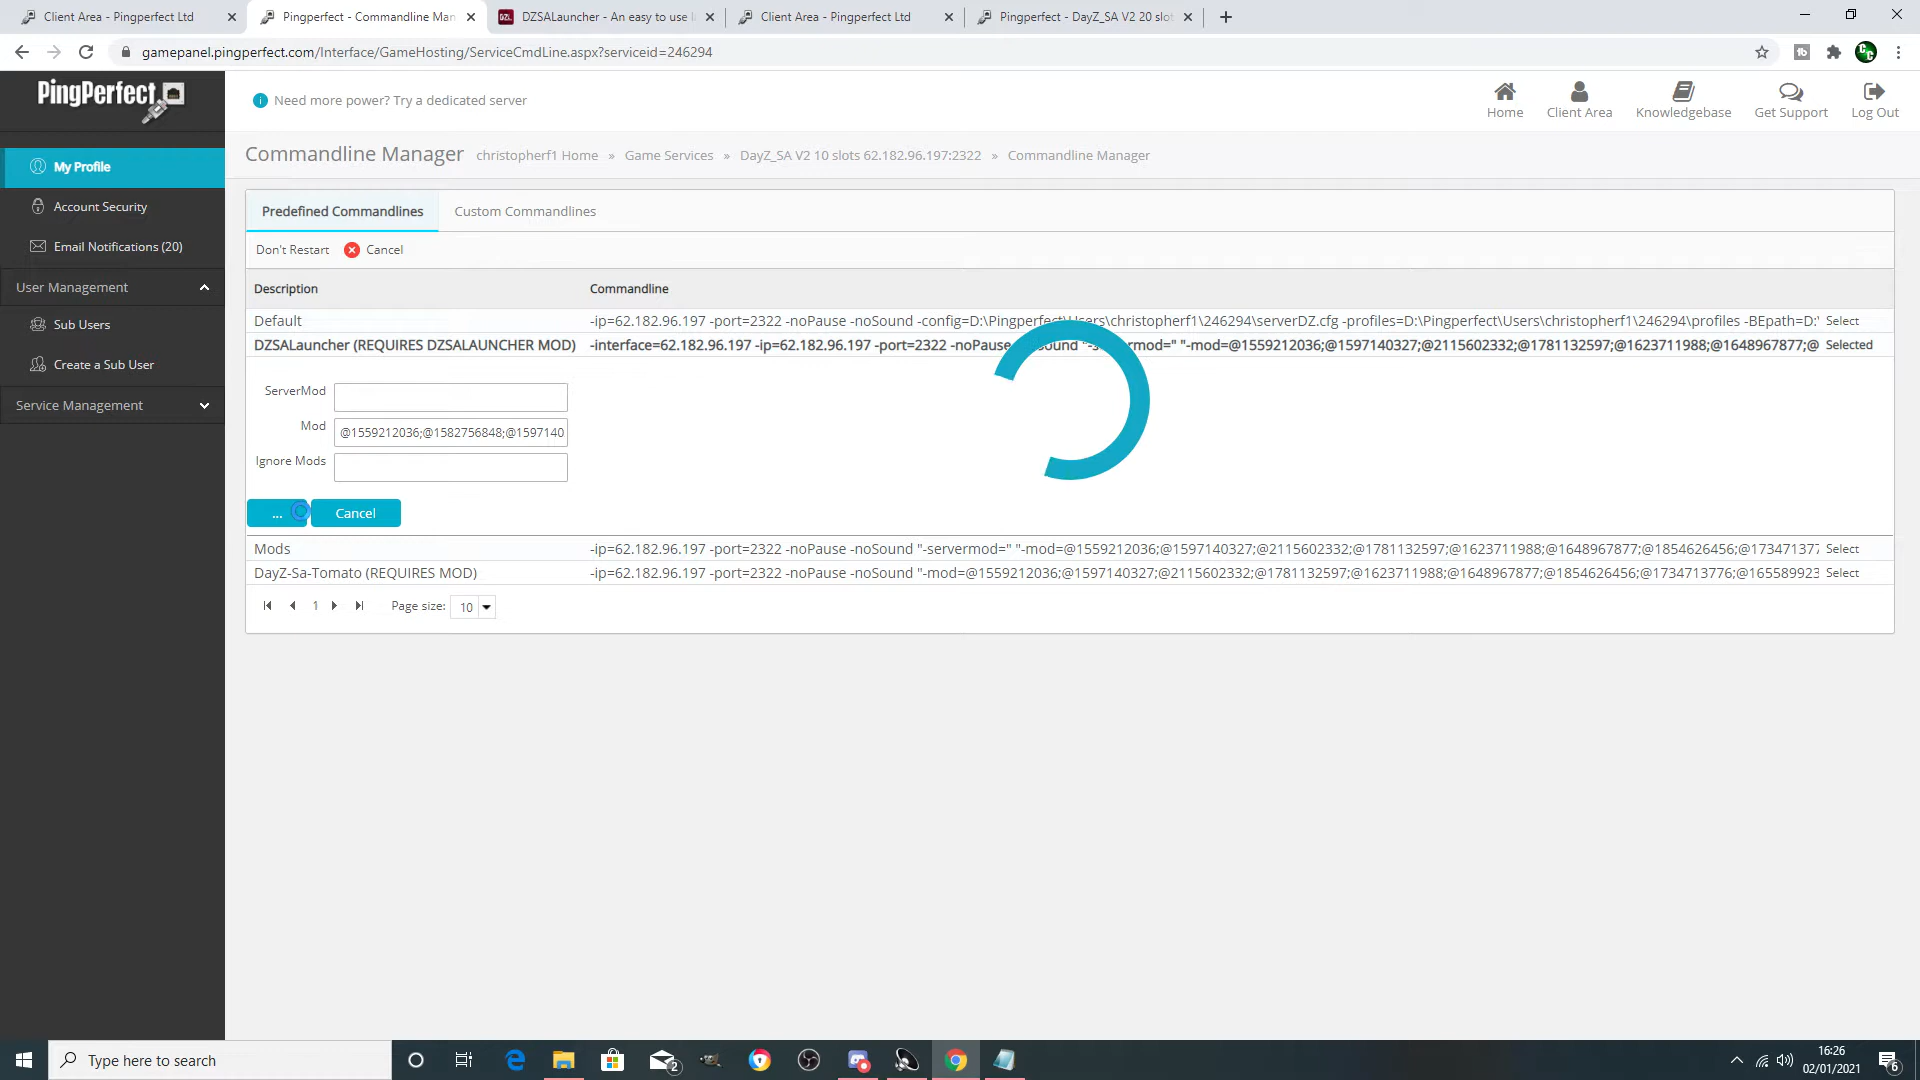 Client Area - Pingperfect Ltd
Pingperfect - Commandline Man
DZL
DZSALauncher - An easy to use l
Client Area - Pingperfect Ltd
Pingperfect - DayZ_SA V2 20 slot
gamepanel.pingperfect.com/Interface/GameHosting/ServiceCmdLine.aspx?serviceid=246294
PingPerfect
Need more power? Try a dedicated server
Home
Client Area
Knowledgebase
Get Support
Log Out
My Profile
Account Security
Email Notifications (20)
User Management
Sub Users
Create a Sub User
Service Management
Commandline Manager christopherf1 Home » Game Services » DayZ_SA V2 10 slots 62.182.96.197:2322 » Commandline Manager
Predefined Commandlines Custom Commandlines
Don't Restart Cancel
Description Commandline
Default -ip=62.182.96.197 -port=2322 -noPause -noSound -config=D:\Pingperfect\Users\christopherf1\246294\serverDZ.cfg -profiles=D:\Pingperfect\Users\christopherf1\246294\profiles -BEpath=D:\ Select
DZSALauncher (REQUIRES DZSALAUNCHER MOD) -interface=62.182.96.197 -ip=62.182.96.197 -port=2322 -noPause "-mod=@1559212036;@1597140327;@2115602332;@1781132597;@1623711988;@1648967877;@ Selected
ServerMod
Mod @1559212036;@1582756848;@1597140
Ignore Mods
... Cancel
Mods -ip=62.182.96.197 -port=2322 -noPause -noSound "-servermod=" "-mod=@1559212036;@1597140327;@2115602332;@1781132597;@1623711988;@1648967877;@1854626456;@173471377 Select
DayZ-Sa-Tomato (REQUIRES MOD) -ip=62.182.96.197 -port=2322 -noPause -noSound "-mod=@1559212036;@1597140327;@2115602332;@1781132597;@1623711988;@1648967877;@1854626456;@1734713776;@165589923 Select
1 Page size: 10
Type here to search
2
16:26
02/01/2021
6